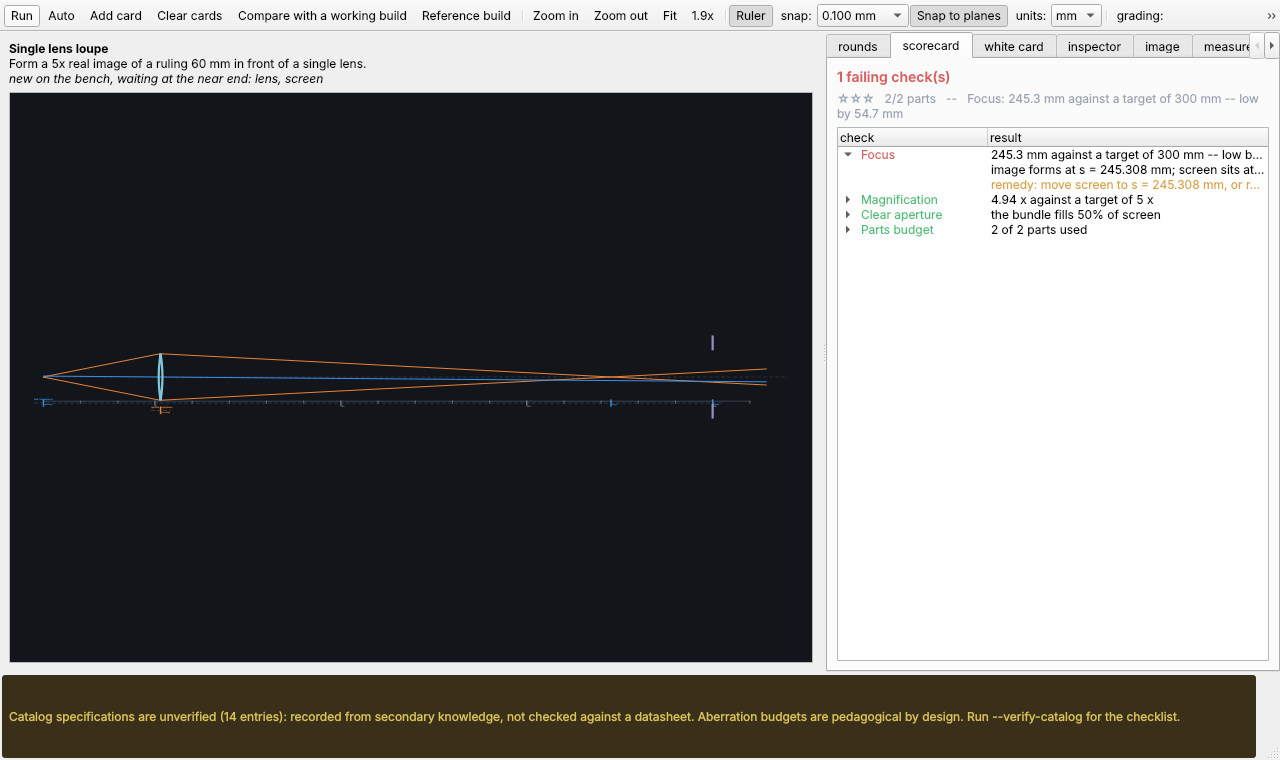 Run Auto Add card Clear cards Compare with a working build Reference build Zoom in Zoom out Fit 1.9x Ruler snap: 0.100 mm Snap to planes units: mm grading: »
Single lens loupe
Form a 5x real image of a ruling 60 mm in front of a single lens.
new on the bench, waiting at the near end: lens, screen
rounds scorecard white card inspector image measure
1 failing check(s)
☆☆☆ 2/2 parts -- Focus: 245.3 mm against a target of 300 mm -- low
by 54.7 mm
check result
Focus 245.3 mm against a target of 300 mm -- low b...
image forms at s = 245.308 mm; screen sits at...
remedy: move screen to s = 245.308 mm, or r...
Magnification 4.94 x against a target of 5 x
Clear aperture the bundle fills 50% of screen
Parts budget 2 of 2 parts used
Catalog specifications are unverified (14 entries): recorded from secondary knowledge, not checked against a datasheet. Aberration budgets are pedagogical by design. Run --verify-catalog for the checklist.